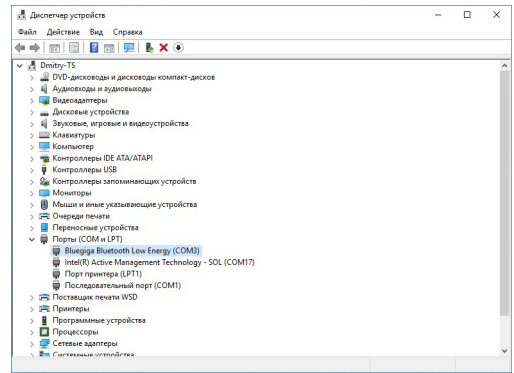 Диспетчер устройств
Файл Действие Вид Справка
Dmitry-TS
DVD-дисководы и дисководы компакт-дисков
Аудиовходы и аудиовыходы
Видеоадаптеры
Дисковые устройства
Звуковые, игровые и видеоустройства
Клавиатуры
Компьютер
Контроллеры IDE ATA/ATAPI
Контроллеры USB
Контроллеры запоминающих устройств
Мониторы
Мыши и иные указывающие устройства
Очереди печати
Переносные устройства
Порты (COM и LPT)
Bluegiga Bluetooth Low Energy (COM3)
Intel(R) Active Management Technology - SOL (COM17)
Порт принтера (LPT1)
Последовательный порт (COM1)
Поставщик печати WSD
Принтеры
Программные устройства
Процессоры
Сетевые адаптеры
Системные устройства